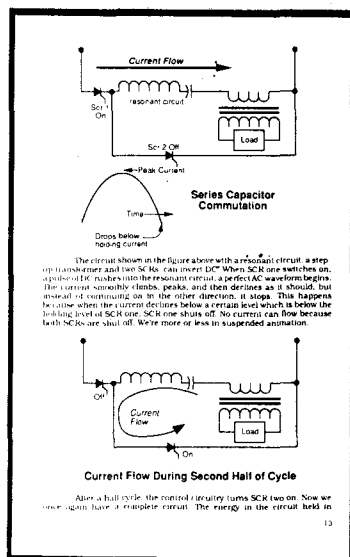 Current Flow
resonant circuit
Scr 1
On
Scr 2 Off
Load
Peak Current
Series Capacitor
Commutation
Time
Drops below
holding current
The circuit shown in the figure above with a resonant circuit, a step
up transformer and two SCRs, can invert DC. When SCR one switches on,
a pulse of DC rushes into the resonant circuit, a perfect AC waveform begins.
The current smoothly climbs, peaks, and then declines as it should, but
instead of continuing on in the other direction, it stops. This happens
because when the current declines below a certain level which is below the
holding level of SCR one, SCR one shuts off. No current can flow because
both SCRs are shut off. We're more or less in suspended animation.
Off
Current
Flow
Load
On
Current Flow During Second Half of Cycle
After a half cycle, the control circuitry turns SCR two on. Now we
once again have a complete circuit. The energy in the circuit held in